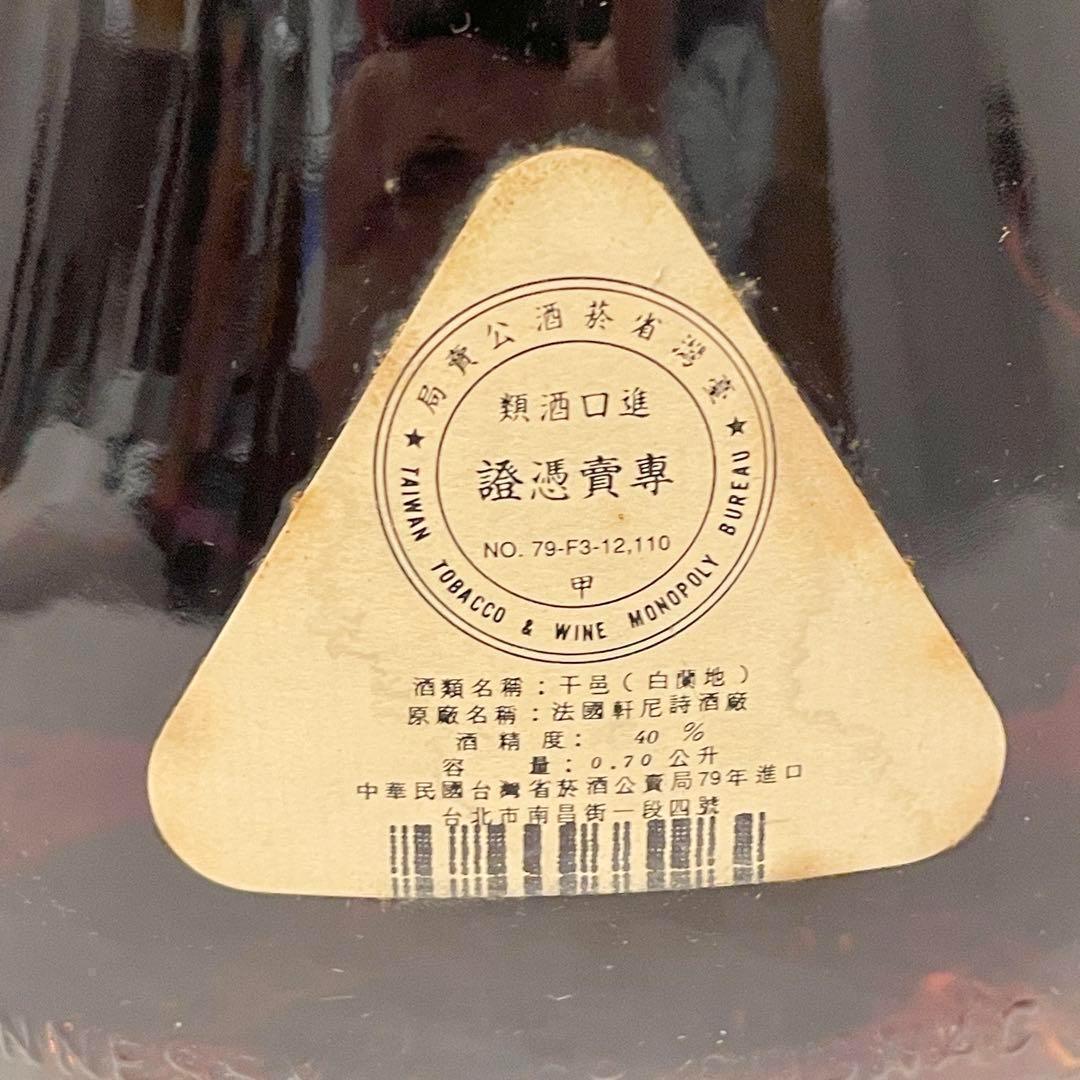 臺灣省菸酒公賣局
進口酒類
專賣憑證
NO. 79-F3-12,110
甲
★ TAIWAN TOBACCO & WINE MONOPOLY BUREAU ★
酒類名稱：干邑（白蘭地）
原廠名稱：法國軒尼詩酒廠
酒精度： 40 %
容量：0.70 公升
中華民國台灣省菸酒公賣局79年進口
台北市南昌街一段四號